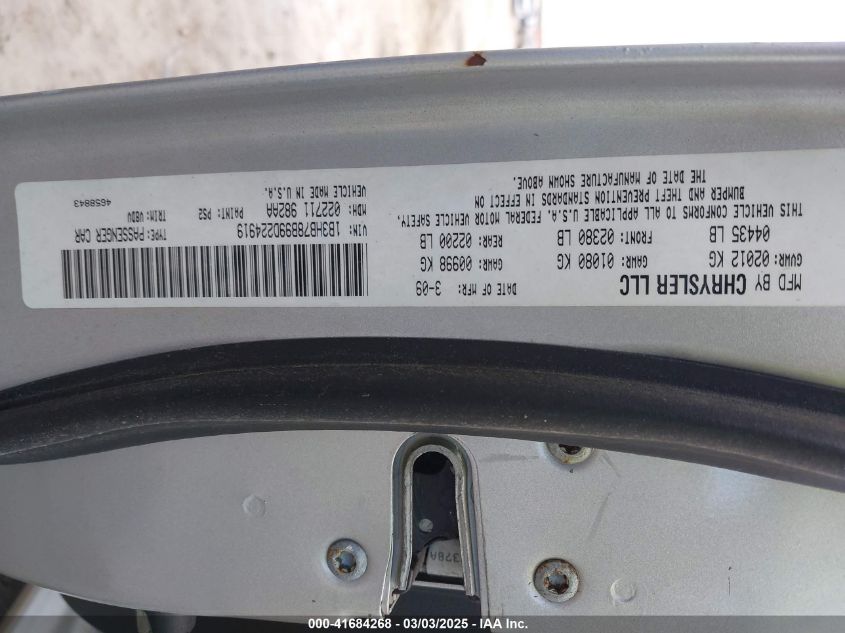 MFD BY CHRYSLER LLC
DATE OF MFR: 3-09
GVWR: 02012 KG GAWR: 01080 KG GAWR: 00998 KG
04435 LB FRONT: 02380 LB REAR: 02200 LB
THIS VEHICLE CONFORMS TO ALL APPLICABLE U.S.A. FEDERAL MOTOR VEHICLE SAFETY,
BUMPER AND THEFT PREVENTION STANDARDS IN EFFECT ON
THE DATE OF MANUFACTURE SHOWN ABOVE.
VIN: 1B3HB78B99D224919 TYPE: PASSENGER CAR
MDH: 022711 982AA PAINT: PS2 TRIM: V8DV
VEHICLE MADE IN U.S.A. 4658843
000-41684268 - 03/03/2025 - IAA Inc.